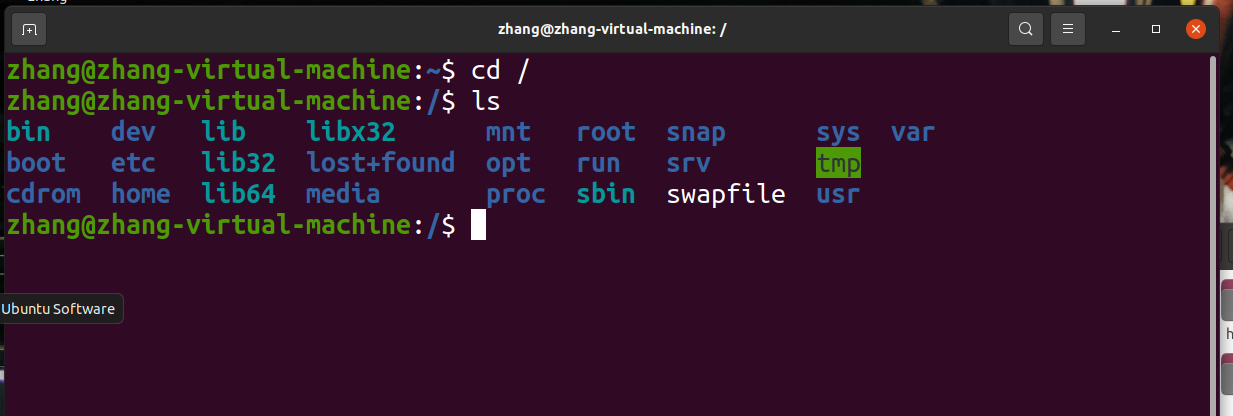 zhang@zhang-virtual-machine: /
zhang@zhang-virtual-machine:~$ cd /
zhang@zhang-virtual-machine:/$ ls
bin dev lib libx32 mnt root snap sys var
boot etc lib32 lost+found opt run srv tmp
cdrom home lib64 media proc sbin swapfile usr
zhang@zhang-virtual-machine:/$
Ubuntu Software